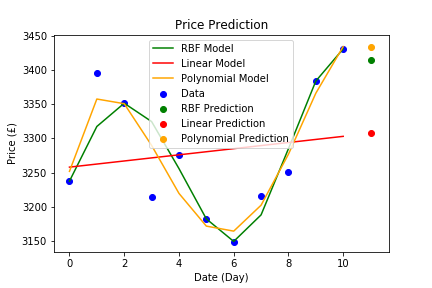 Price Prediction
3450
3400
3350
3300
3250
3200
3150
Price (£)
RBF Model
Linear Model
Polynomial Model
Data
RBF Prediction
Linear Prediction
Polynomial Prediction
0 2 4 6 8 10
Date (Day)